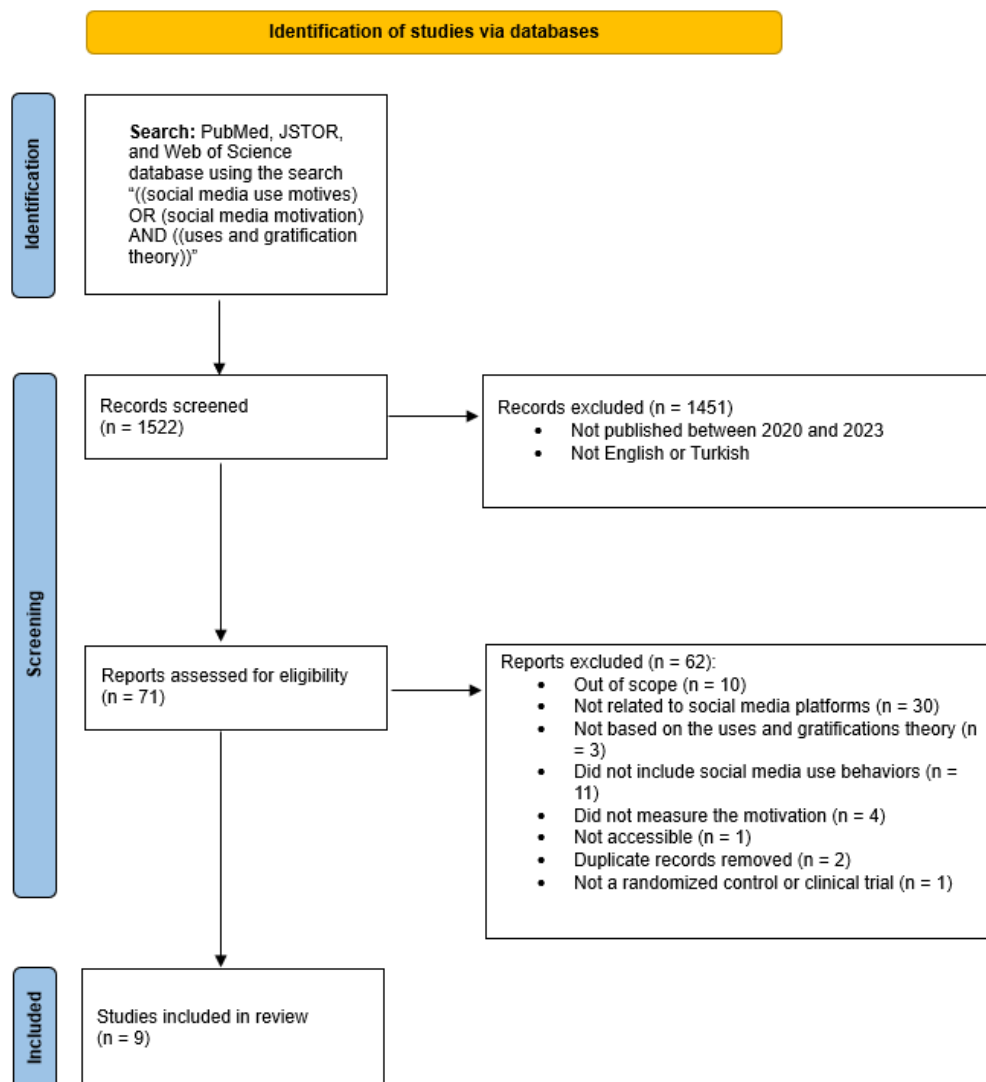 Identification of studies via databases
Identification
Search: PubMed, JSTOR,
and Web of Science
database using the search
“((social media use motives)
OR (social media motivation)
AND ((uses and gratification
theory))”
Screening
Records screened
(n = 1522)
Records excluded (n = 1451)
• Not published between 2020 and 2023
• Not English or Turkish
Reports assessed for eligibility
(n = 71)
Reports excluded (n = 62):
• Out of scope (n = 10)
• Not related to social media platforms (n = 30)
• Not based on the uses and gratifications theory (n
= 3)
• Did not include social media use behaviors (n =
11)
• Did not measure the motivation (n = 4)
• Not accessible (n = 1)
• Duplicate records removed (n = 2)
• Not a randomized control or clinical trial (n = 1)
Included
Studies included in review
(n = 9)